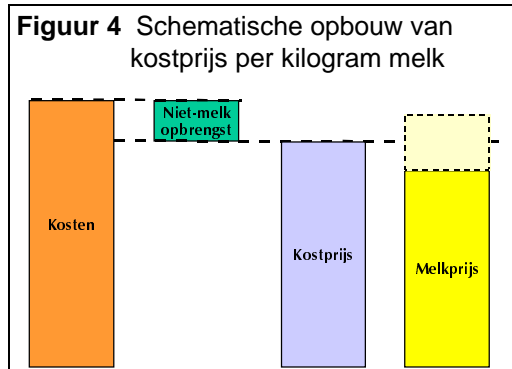 Figuur 4 Schematische opbouw van
kostprijs per kilogram melk
Niet-melk
opbrengst
Kosten
Kostprijs
Melkprijs